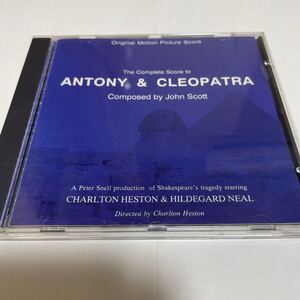 Original Motion Picture Score
The Complete Score to
ANTONY & CLEOPATRA
Composed by John Scott
A Peter Snell production of Shakespeare's tragedy starring
CHARLTON HESTON & HILDEGARD NEAL
Directed by Charlton Heston